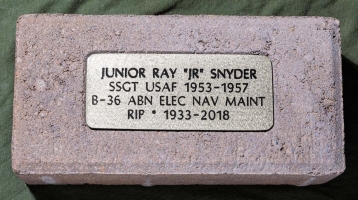 JUNIOR RAY "JR" SNYDER
SSGT USAF 1953-1957
B-36 ABN ELEC NAV MAINT
RIP • 1933-2018